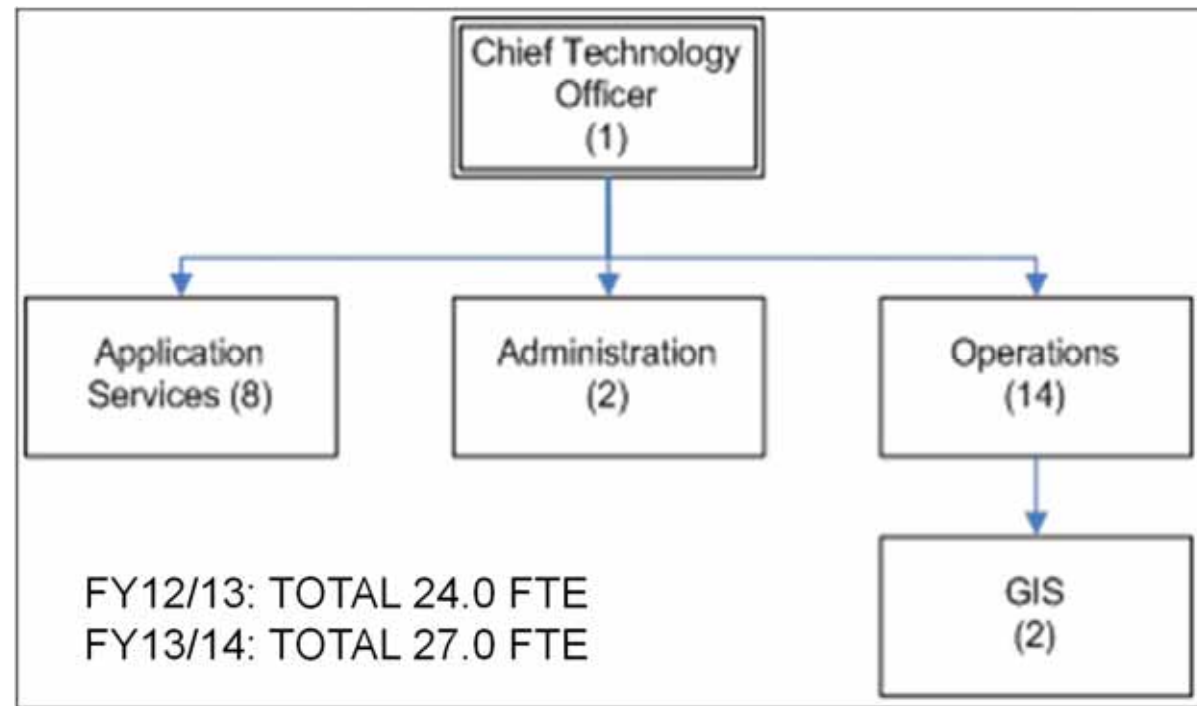 Chief Technology
Officer
(1)
Application
Services (8)
Administration
(2)
Operations
(14)
GIS
(2)
FY12/13: TOTAL 24.0 FTE
FY13/14: TOTAL 27.0 FTE